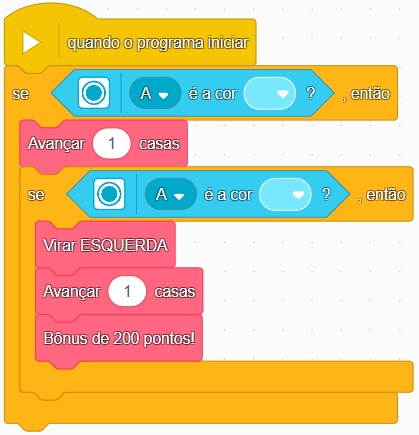 quando o programa iniciar
se A é a cor ? , então
Avançar 1 casas
se A é a cor ? , então
Virar ESQUERDA
Avançar 1 casas
Bônus de 200 pontos!